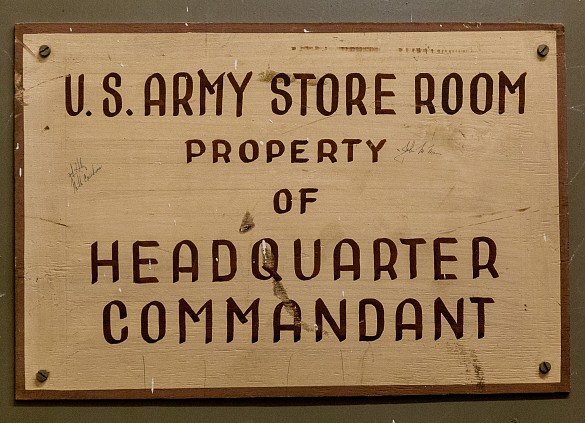 U.S. ARMY STORE ROOM
PROPERTY
OF
HEADQUARTER
COMMANDANT